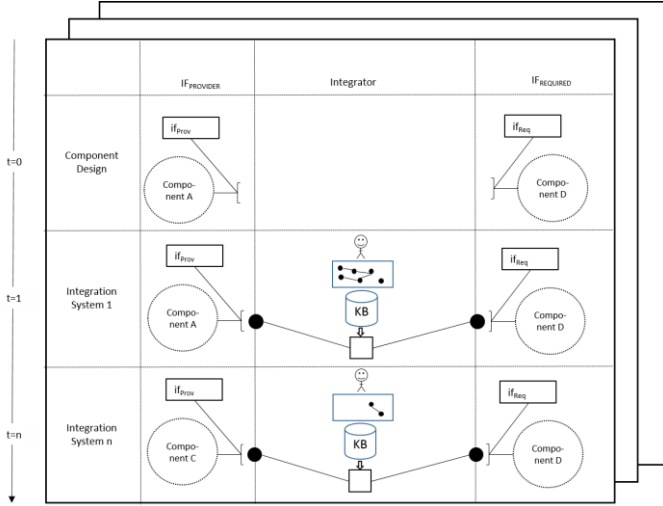 IFPROVIDER
Integrator
IFREQUIRED
t=0
Component
Design
ifProv
Compo-
nent A
ifReq
Compo-
nent D
t=1
Integration
System 1
ifProv
Compo-
nent A
KB
ifReq
Compo-
nent D
t=n
Integration
System n
ifProv
Compo-
nent C
KB
ifReq
Compo-
nent D